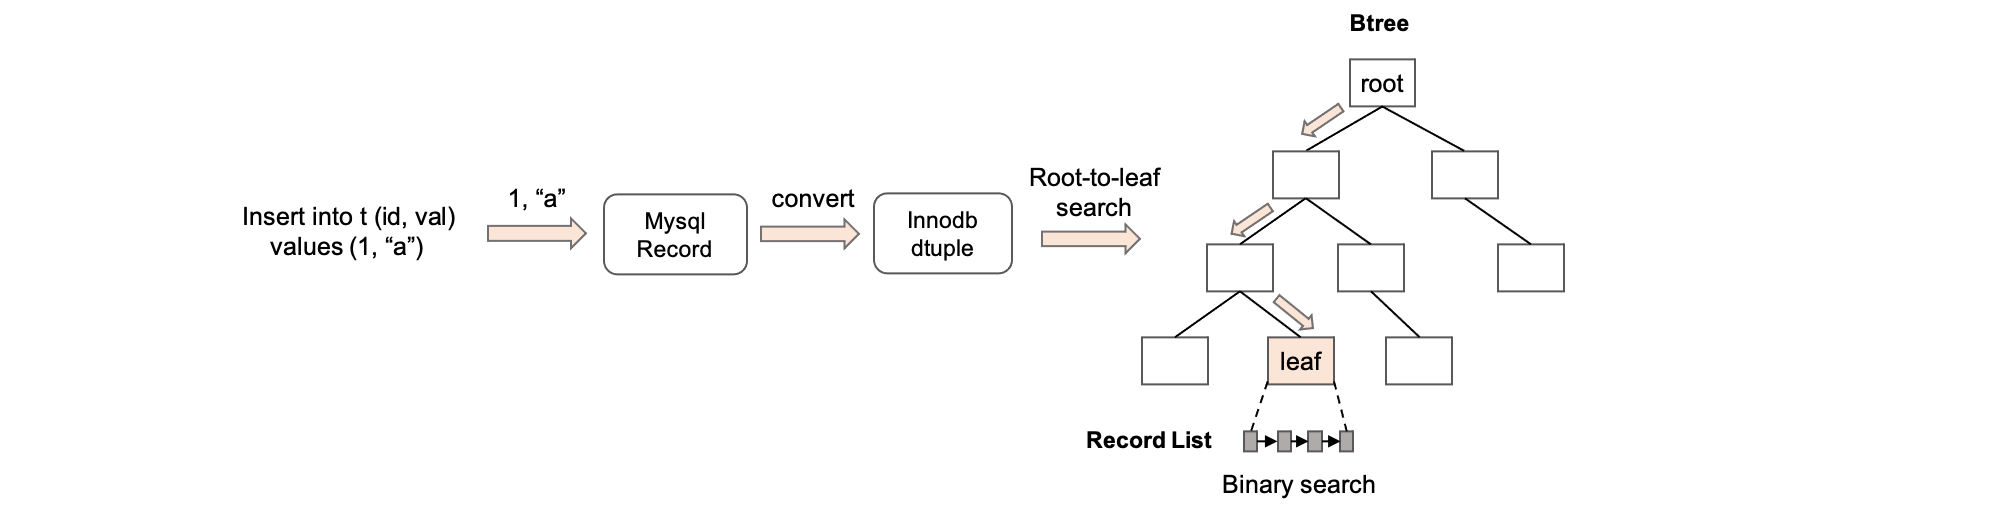 Btree
root
Insert into t (id, val)
values (1, “a”)
1, “a”
Mysql
Record
convert
Innodb
dtuple
Root-to-leaf
search
leaf
Record List
Binary search